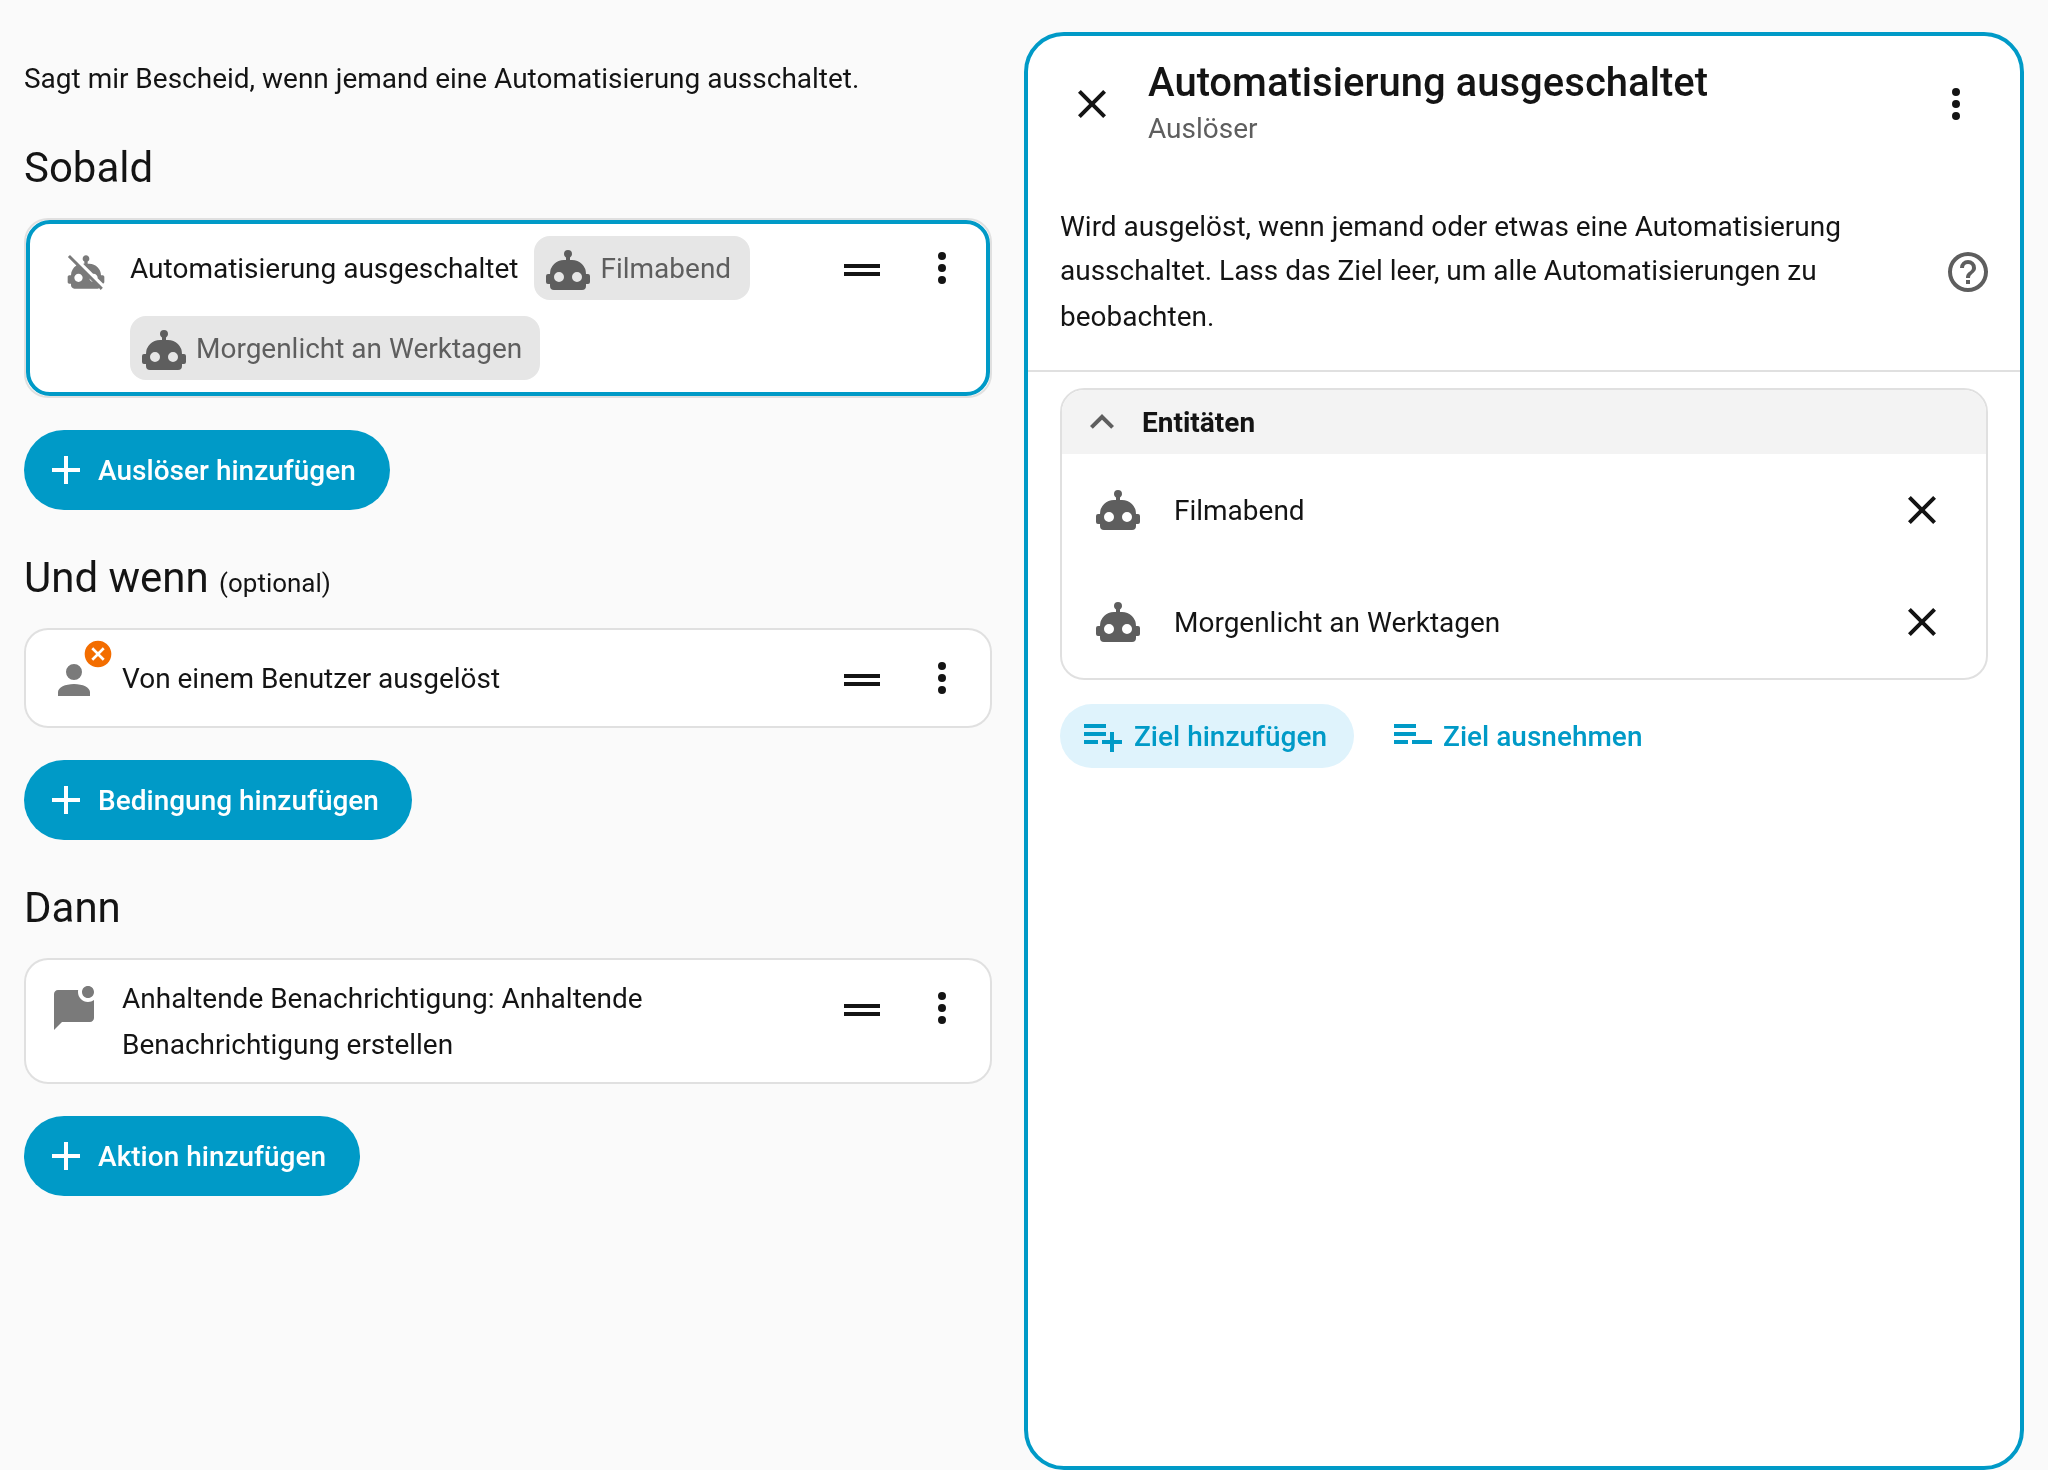 Sagt mir Bescheid, wenn jemand eine Automatisierung ausschaltet.
Sobald
Automatisierung ausgeschaltet Filmabend
Morgenlicht an Werktagen
Auslöser hinzufügen
Und wenn (optional)
Von einem Benutzer ausgelöst
Bedingung hinzufügen
Dann
Anhaltende Benachrichtigung: Anhaltende
Benachrichtigung erstellen
Aktion hinzufügen
Automatisierung ausgeschaltet
Auslöser
Wird ausgelöst, wenn jemand oder etwas eine Automatisierung
ausschaltet. Lass das Ziel leer, um alle Automatisierungen zu
beobachten.
Entitäten
Filmabend
Morgenlicht an Werktagen
Ziel hinzufügen Ziel ausnehmen